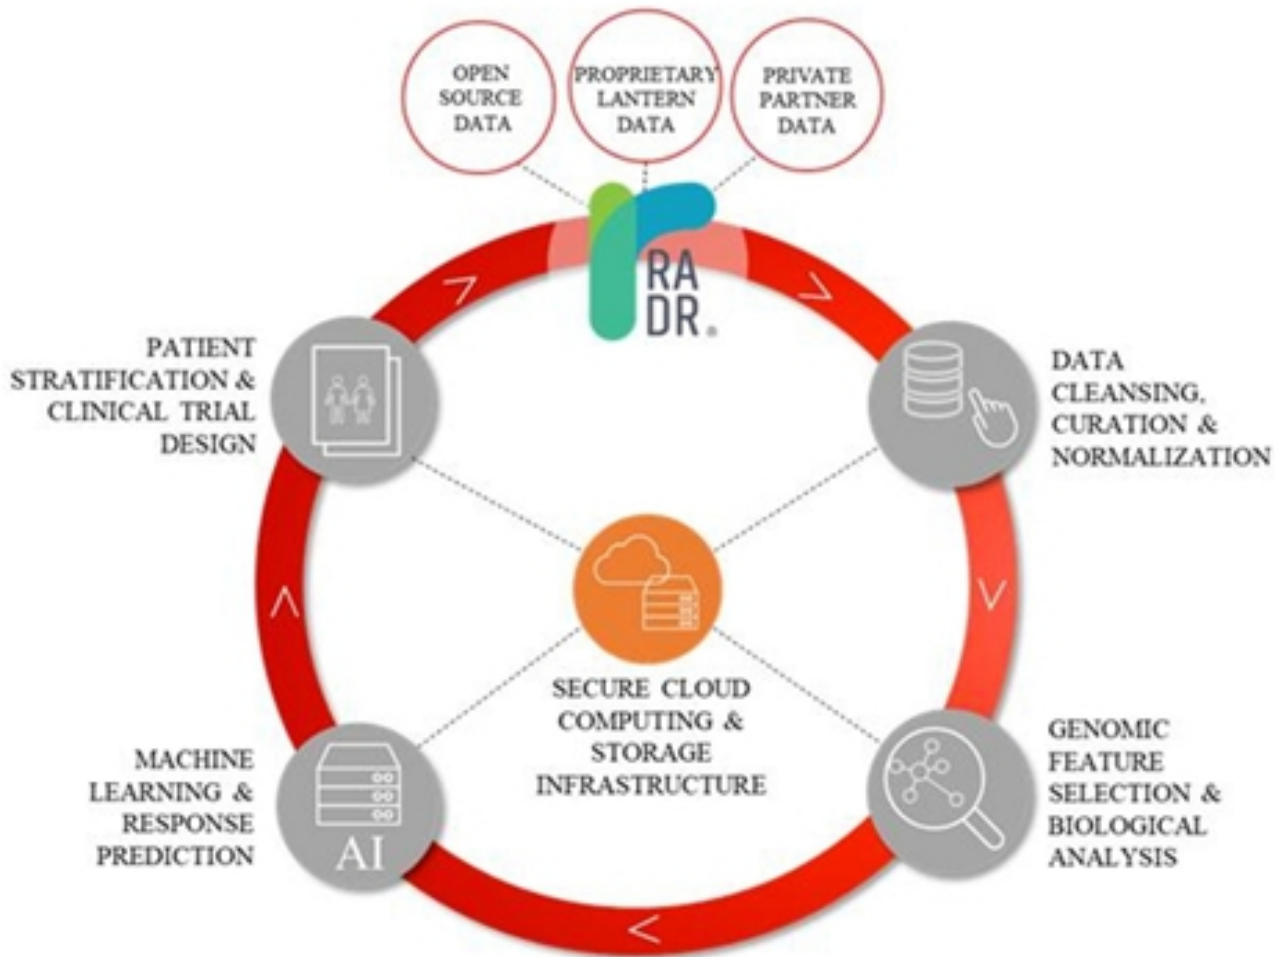 OPEN
SOURCE
DATA
PROPRIETARY
LANTERN
DATA
PRIVATE
PARTNER
DATA
RA
DR®
PATIENT
STRATIFICATION &
CLINICAL TRIAL
DESIGN
DATA
CLEANSING,
CURATION &
NORMALIZATION
SECURE CLOUD
COMPUTING &
STORAGE
INFRASTRUCTURE
MACHINE
LEARNING &
RESPONSE
PREDICTION
AI
GENOMIC
FEATURE
SELECTION &
BIOLOGICAL
ANALYSIS